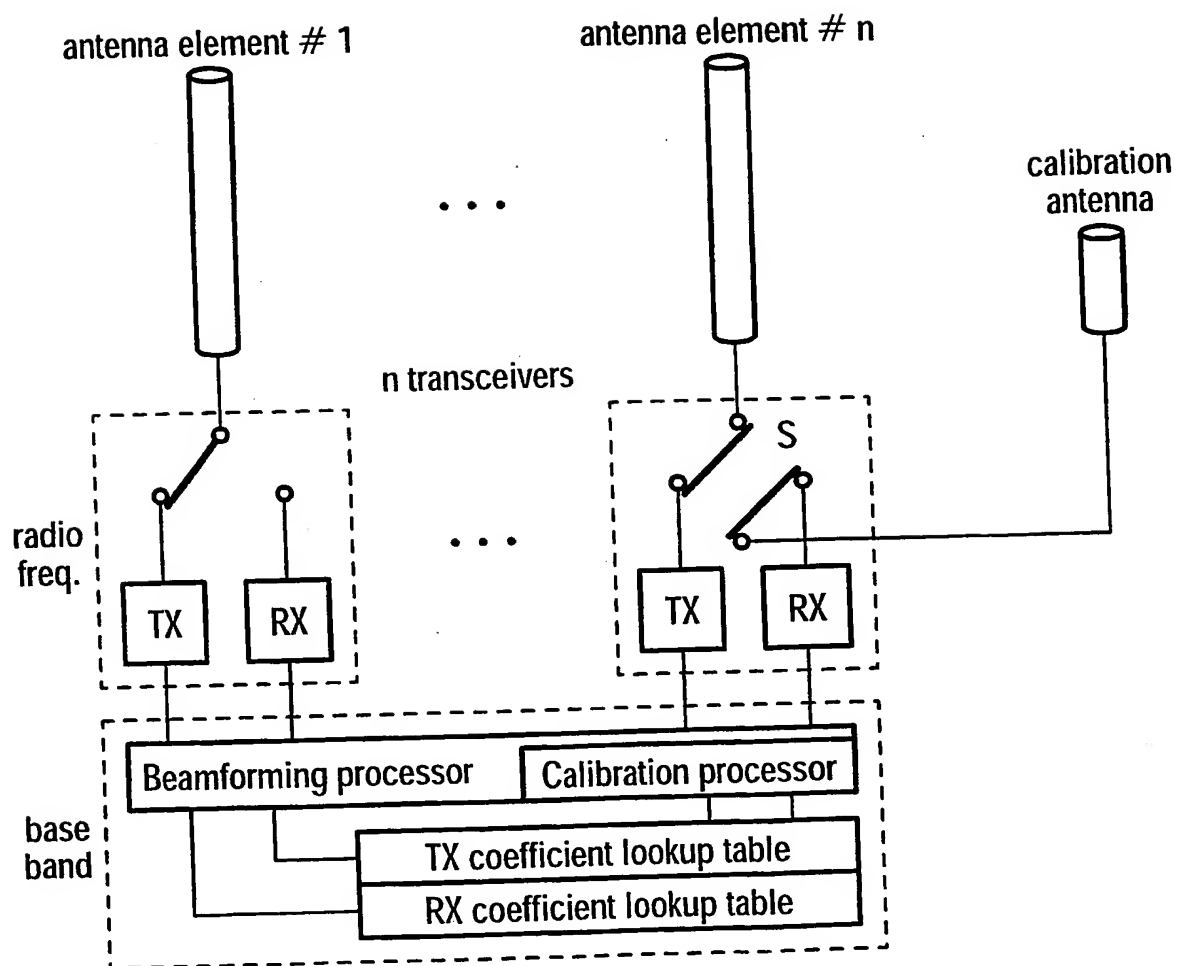 antenna element # 1
antenna element # n
calibration
antenna
n transceivers
S
radio
freq.
TX
RX
TX
RX
Beamforming processor
Calibration processor
base
band
TX coefficient lookup table
RX coefficient lookup table